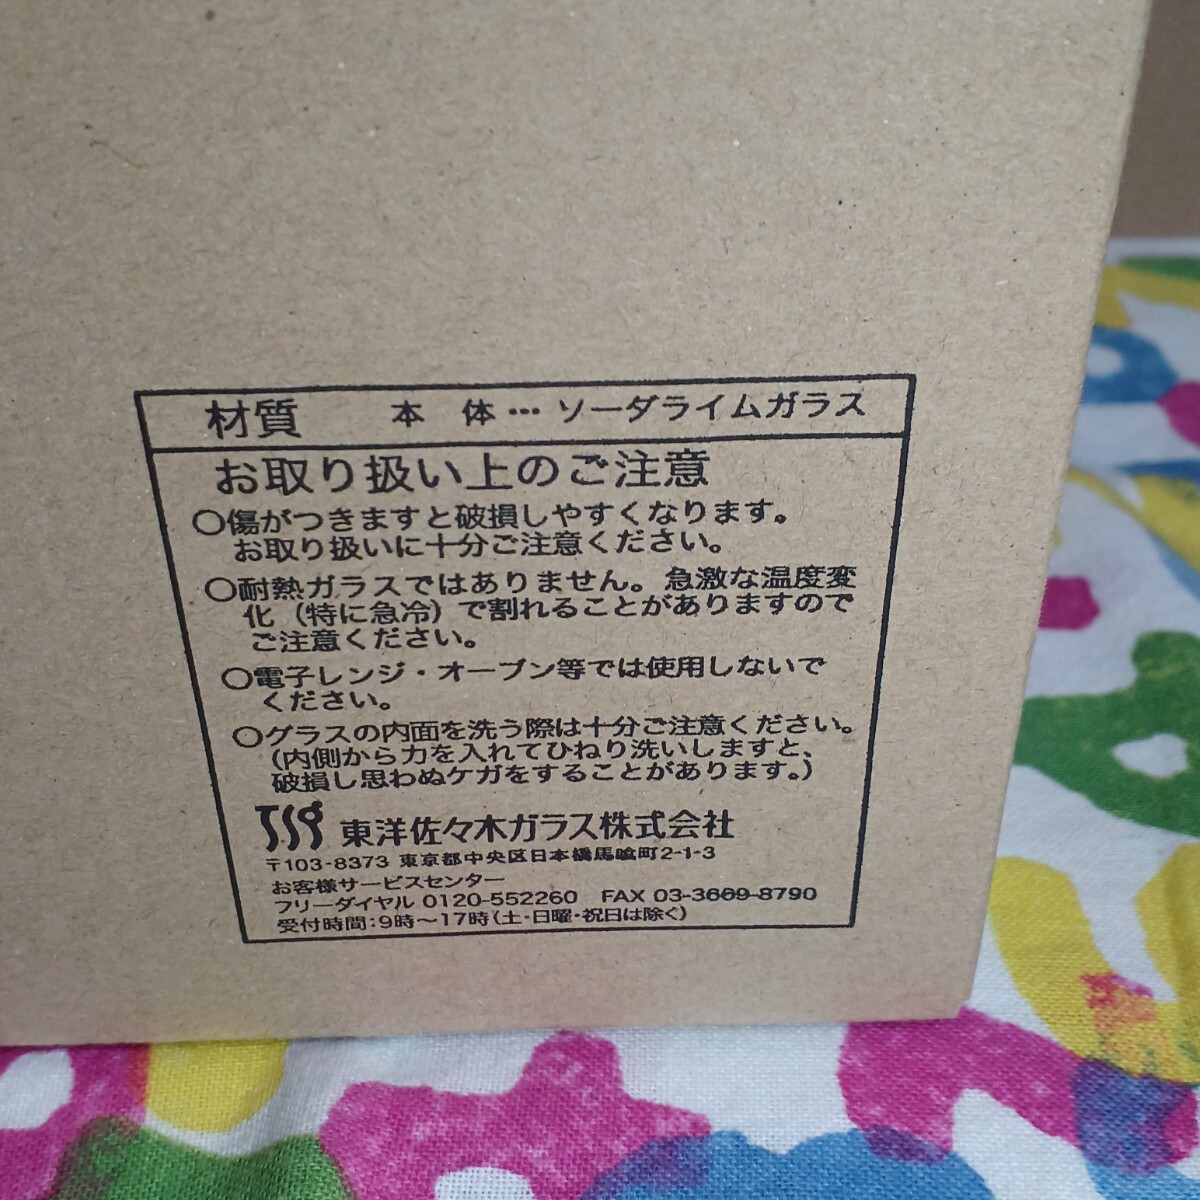 材質 本体…ソーダライムガラス
お取り扱い上のご注意
○傷がつきますと破損しやすくなります。
お取り扱いに十分ご注意ください。
○耐熱ガラスではありません。急激な温度変
化(特に急冷)で割れることがありますので
ご注意ください。
○電子レンジ・オーブン等では使用しないで
ください。
○グラスの内面を洗う際は十分ご注意ください。
(内側から力を入れてひねり洗いしますと、
破損し思わぬケガをすることがあります。)
TSG 東洋佐々木ガラス株式会社
〒103-8373 東京都中央区日本橋馬喰町2-1-3
お客様サービスセンター
フリーダイヤル 0120-552260 FAX 03-3669-8790
受付時間:9時～17時(土・日曜・祝日は除く)